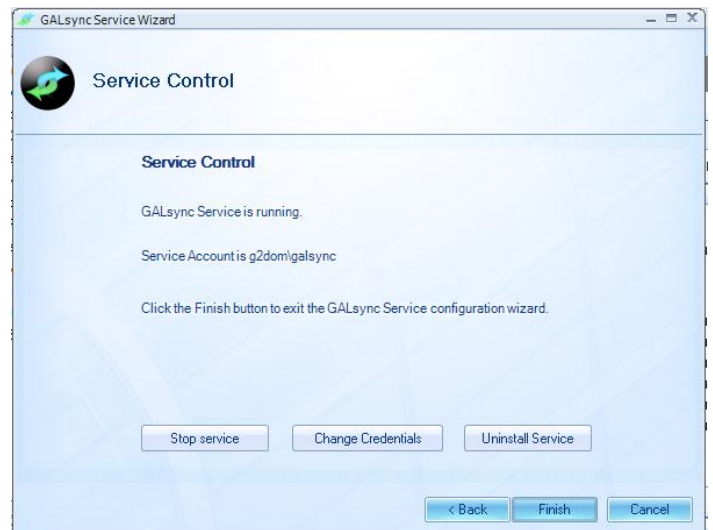 GALsync Service Wizard
Service Control
Service Control
GALsync Service is running.
Service Account is g2dom\galsync
Click the Finish button to exit the GALsync Service configuration wizard.
Stop service Change Credentials Uninstall Service
< Back Finish Cancel